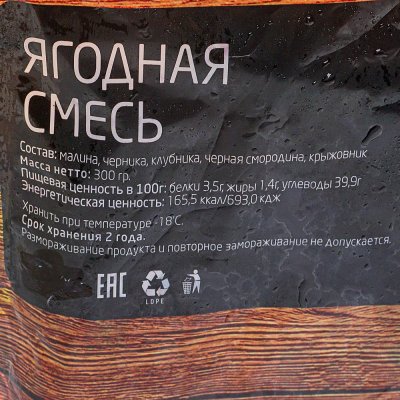 ЯГОДНАЯ
СМЕСЬ
Состав: малина, черника, клубника, черная смородина, крыжовник
Масса нетто: 300 гр.
Пищевая ценность в 100г: белки 3,5г, жиры 1,4г, углеводы 39,9г
Энергетическая ценность: 165,5 ккал/693,0 кдж
Хранить при температуре -18°С.
Срок хранения 2 года.
Размораживание продукта и повторное замораживание не допускается.
ЕАС
LDPE